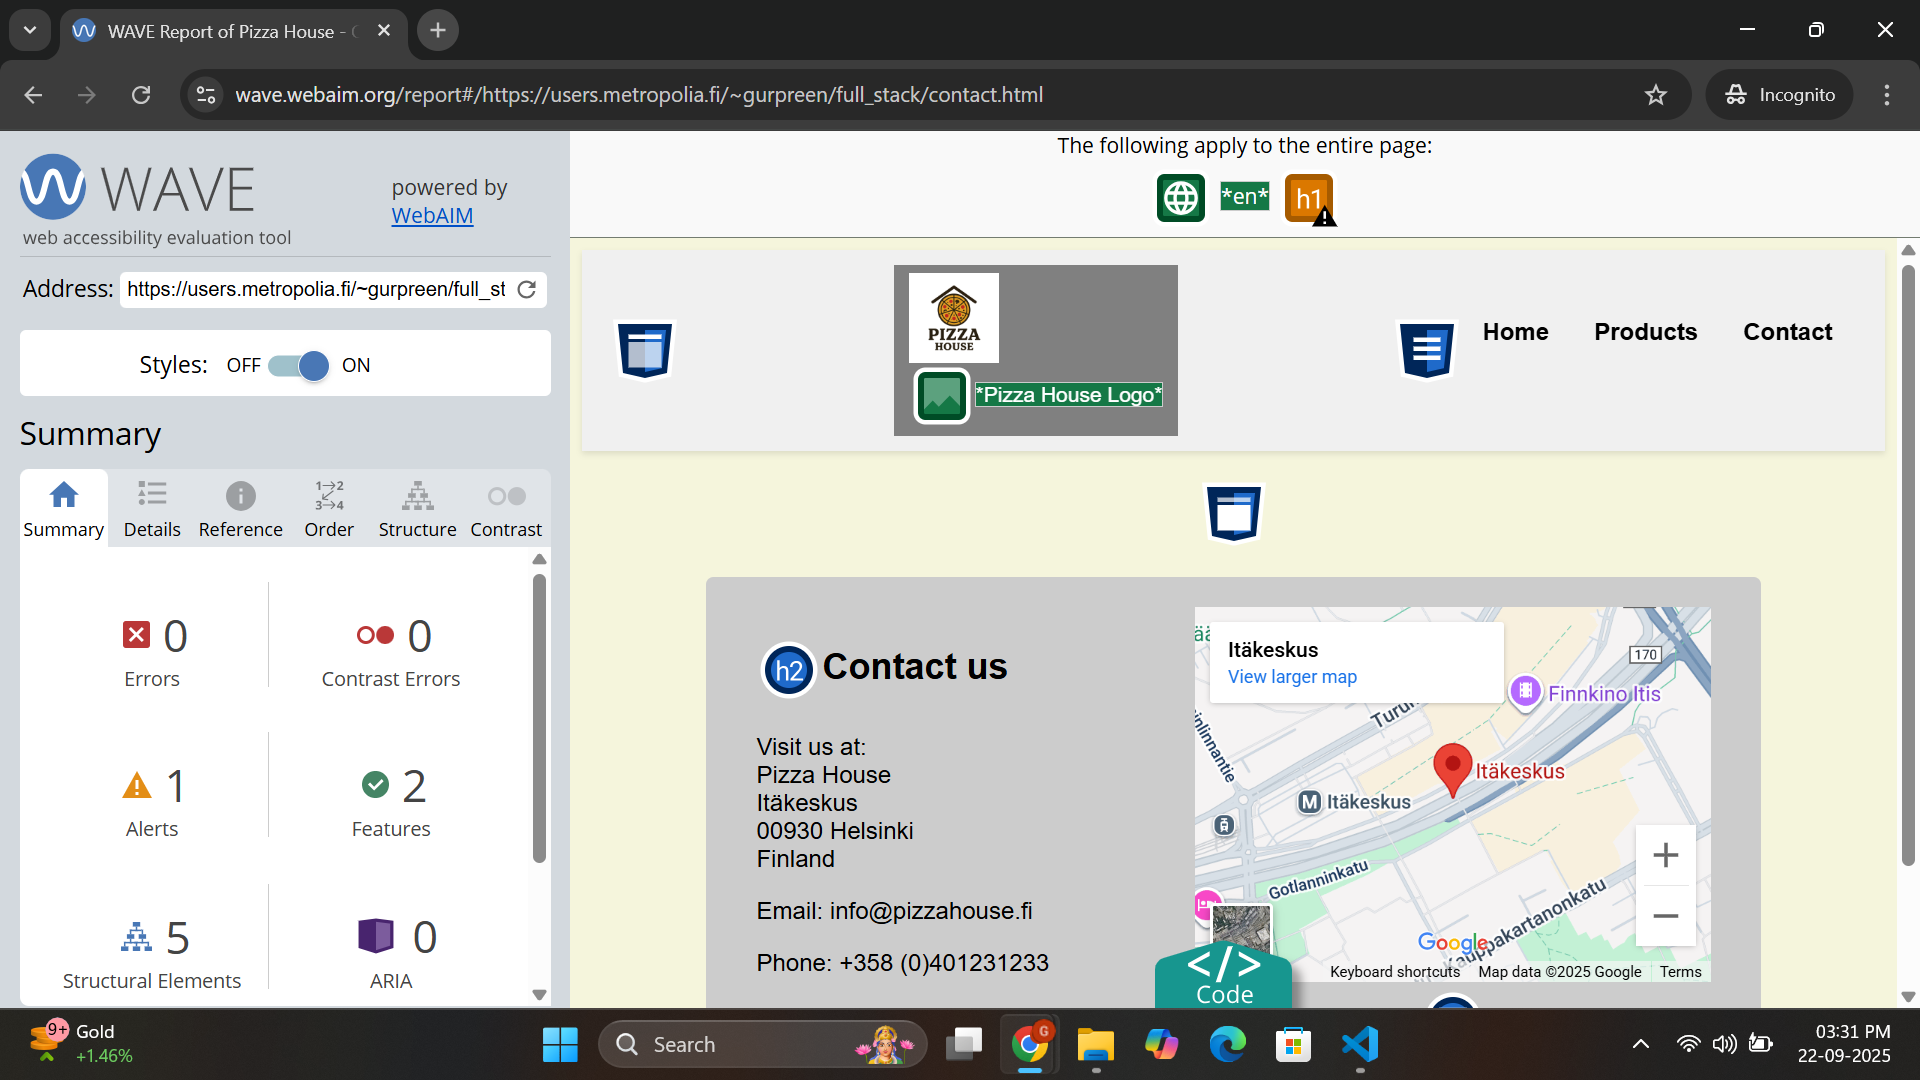 WAVE Report of Pizza House -
wave.webaim.org/report#/https://users.metropolia.fi/~gurpreen/full_stack/contact.html
Incognito
WAVE
powered by
WebAIM
web accessibility evaluation tool
Address: https://users.metropolia.fi/~gurpreen/full_st
Styles: OFF ON
Summary
1→2
3→4
Summary Details Reference Order Structure Contrast
0 0
Errors Contrast Errors
1 2
Alerts Features
5 0
Structural Elements ARIA
The following apply to the entire page:
*en* h1
PIZZA
HOUSE
*Pizza House Logo*
Home Products Contact
h2 Contact us
Visit us at:
Pizza House
Itäkeskus
00930 Helsinki
Finland
Email: info@pizzahouse.fi
Phone: +358 (0)401231233
Itäkeskus
View larger map
170
Finnkino Itis
Itäkeskus
M Itäkeskus
Gotlanninkatu
Kauppakartanonkatu
Google
Keyboard shortcuts Map data ©2025 Google Terms
</>
Code
9+ Gold
+1.46%
Search
G
03:31 PM
22-09-2025